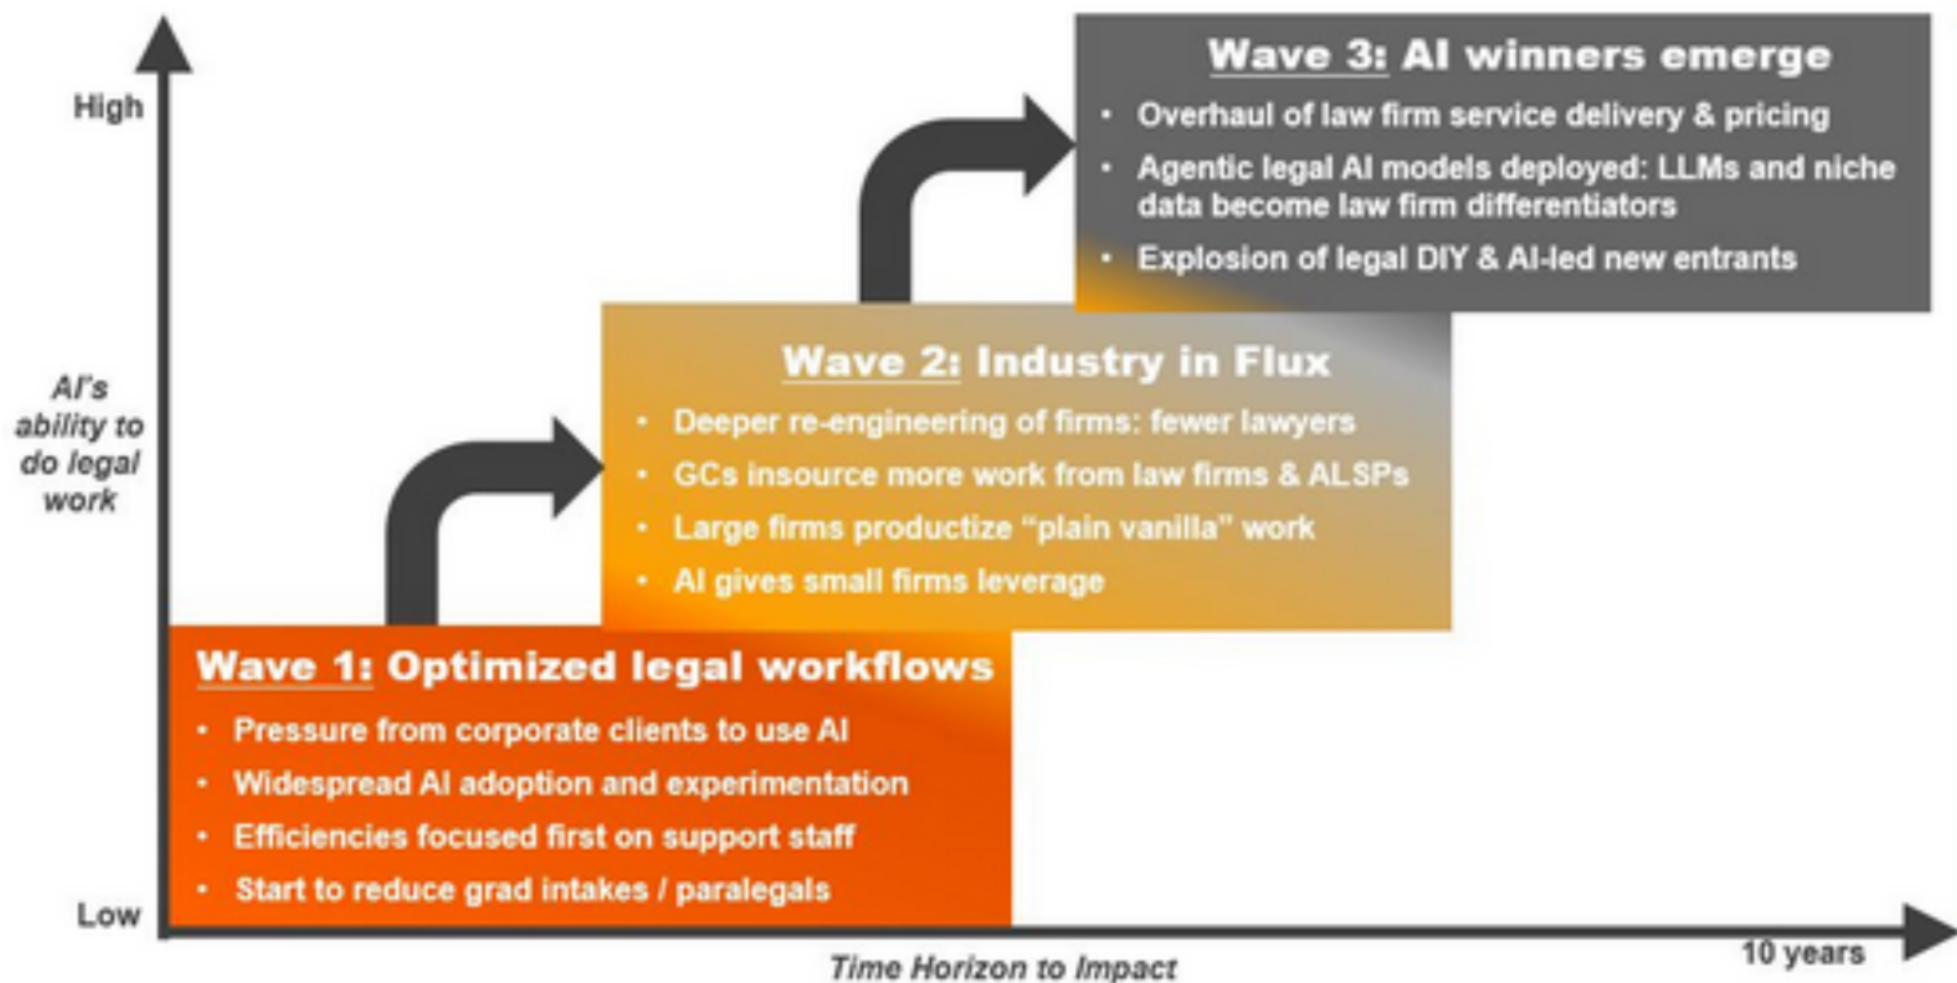 High
AI's
ability to
do legal
work
Low
Wave 3: AI winners emerge
• Overhaul of law firm service delivery & pricing
• Agentic legal AI models deployed: LLMs and niche
data become law firm differentiators
• Explosion of legal DIY & AI-led new entrants
Wave 2: Industry in Flux
• Deeper re-engineering of firms: fewer lawyers
• GCs insource more work from law firms & ALSPs
• Large firms productize “plain vanilla” work
• AI gives small firms leverage
Wave 1: Optimized legal workflows
• Pressure from corporate clients to use AI
• Widespread AI adoption and experimentation
• Efficiencies focused first on support staff
• Start to reduce grad intakes / paralegals
Time Horizon to Impact
10 years